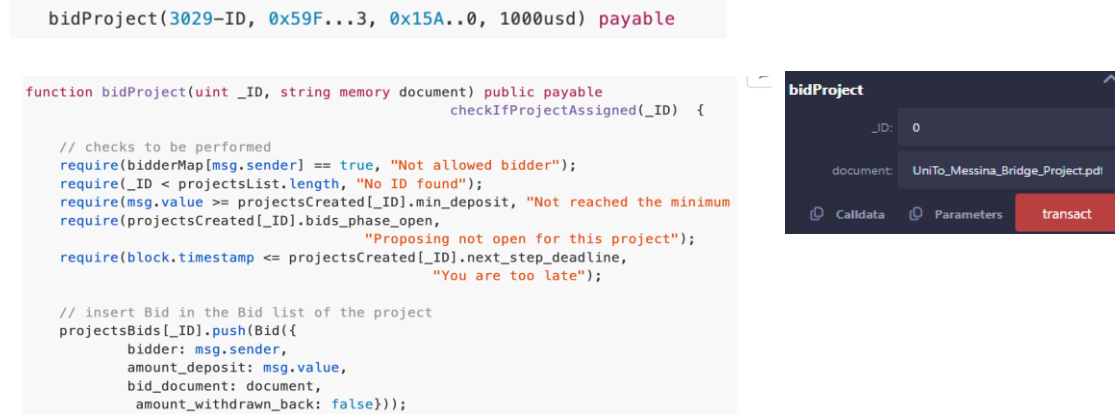 bidProject(3029-ID, 0x59F...3, 0x15A..0, 1000usd) payable
function bidProject(uint _ID, string memory document) public payable
checkIfProjectAssigned(_ID) {
// checks to be performed
require(bidderMap[msg.sender] == true, "Not allowed bidder");
require(_ID < projectsList.length, "No ID found");
require(msg.value >= projectsCreated[_ID].min_deposit, "Not reached the minimum
require(projectsCreated[_ID].bids_phase_open,
"Proposing not open for this project");
require(block.timestamp <= projectsCreated[_ID].next_step_deadline,
"You are too late");
// insert Bid in the Bid list of the project
projectsBids[_ID].push(Bid({
bidder: msg.sender,
amount_deposit: msg.value,
bid_document: document,
amount_withdrawn_back: false}));
bidProject
_ID: 0
document: UniTo_Messina_Bridge_Project.pdf
Calldata Parameters transact